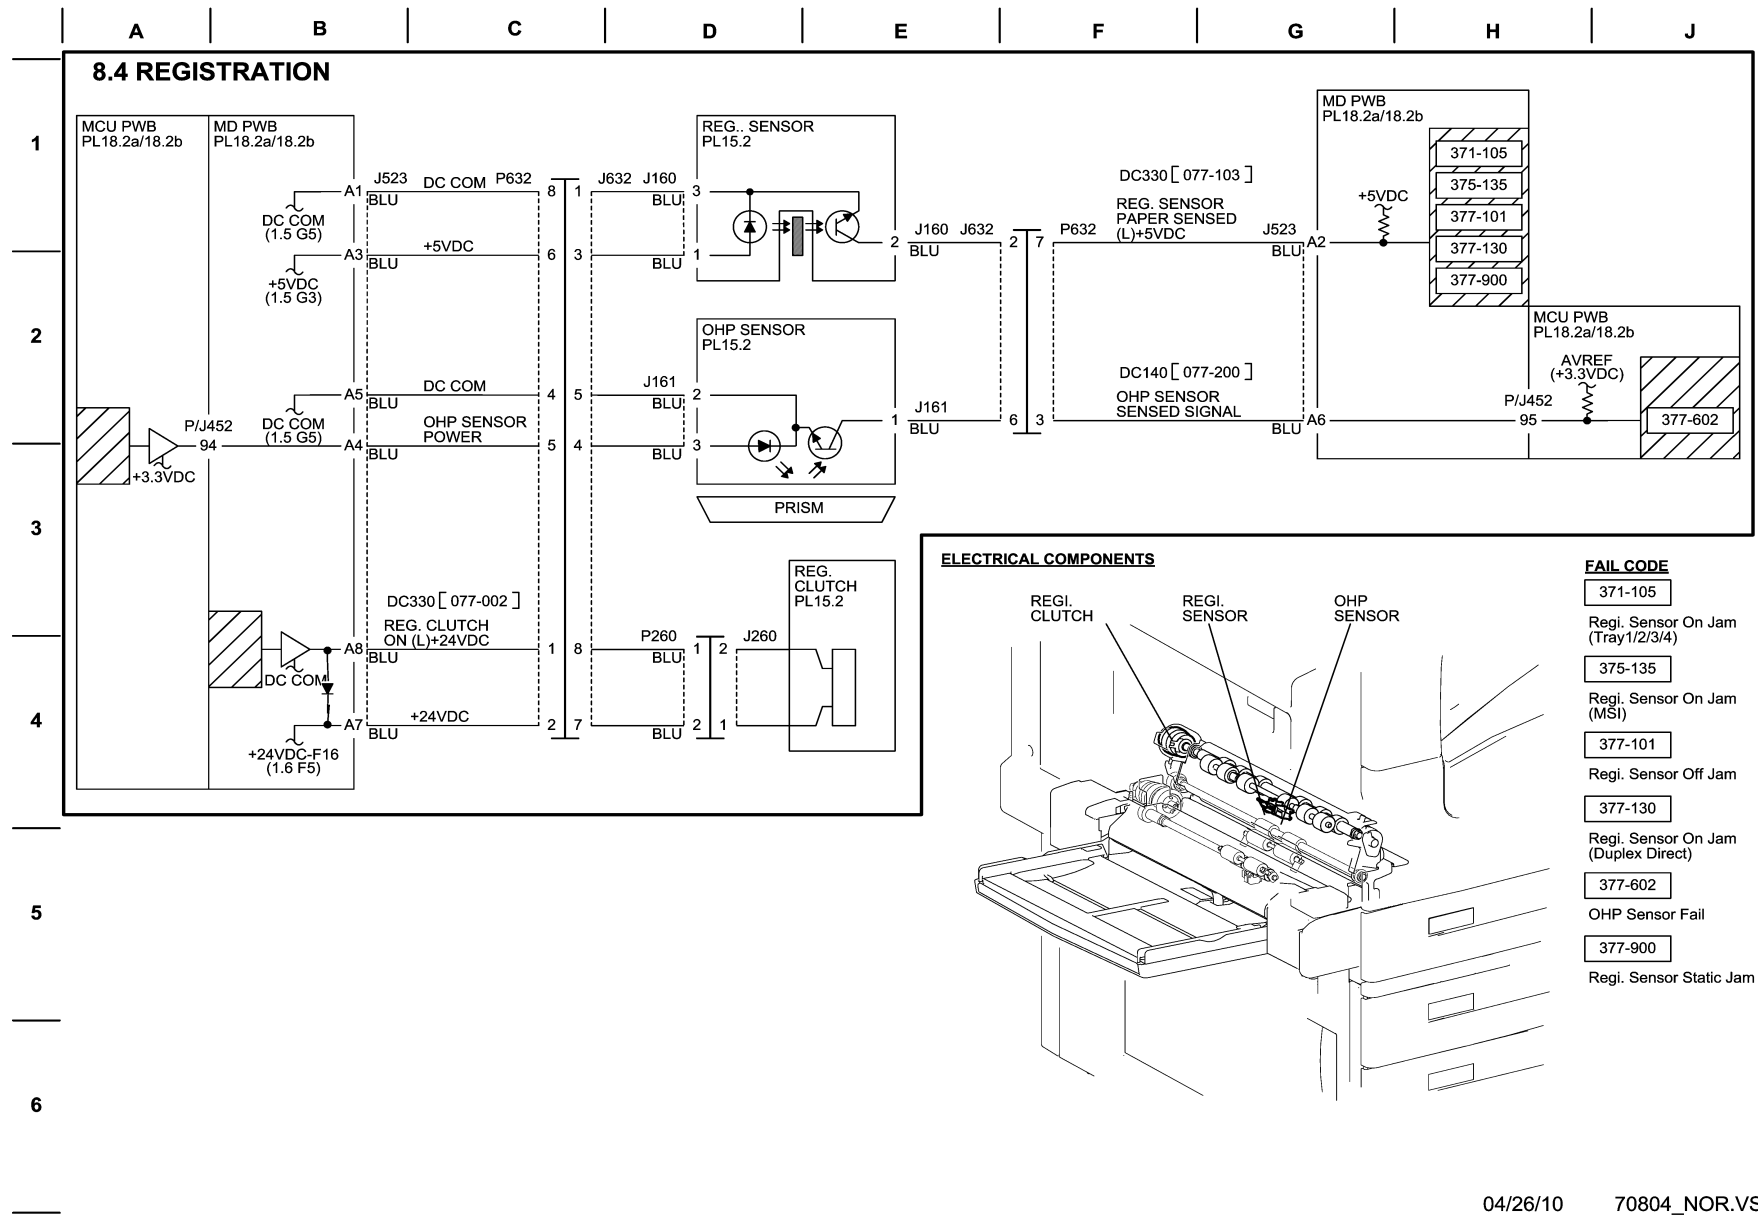 A B C D E F G H J
8.4 REGISTRATION
1
2
3
4
5
6
MCU PWB
PL18.2a/18.2b
MD PWB
PL18.2a/18.2b
A1
J523
BLU
DC COM
P632
8
1
J632
J160
BLU
3
DC COM
(1.5 G5)
A3
BLU
+5VDC
6
3
BLU
1
+5VDC
(1.5 G3)
REG.. SENSOR
PL15.2
2
J160
BLU
J632
2
7
P632
DC330 [ 077-103 ]
REG. SENSOR
PAPER SENSED
(L)+5VDC
J523
BLU
A2
MD PWB
PL18.2a/18.2b
+5VDC
371-105
375-135
377-101
377-130
377-900
A5
BLU
DC COM
4
5
J161
BLU
2
DC COM
(1.5 G5)
P/J452
94
+3.3VDC
A4
BLU
OHP SENSOR
POWER
5
4
BLU
3
OHP SENSOR
PL15.2
1
J161
BLU
6
3
DC140 [ 077-200 ]
OHP SENSOR
SENSED SIGNAL
BLU
A6
P/J452
95
MCU PWB
PL18.2a/18.2b
AVREF
(+3.3VDC)
377-602
PRISM
DC330 [ 077-002 ]
REG. CLUTCH
ON (L)+24VDC
A8
BLU
DC COM
1
8
P260
BLU
1
2
J260
REG.
CLUTCH
PL15.2
A7
BLU
+24VDC
2
7
BLU
2
1
+24VDC-F16
(1.6 F5)
ELECTRICAL COMPONENTS
REGI.
CLUTCH
REGI.
SENSOR
OHP
SENSOR
FAIL CODE
371-105
Regi. Sensor On Jam
(Tray1/2/3/4)
375-135
Regi. Sensor On Jam
(MSI)
377-101
Regi. Sensor Off Jam
377-130
Regi. Sensor On Jam
(Duplex Direct)
377-602
OHP Sensor Fail
377-900
Regi. Sensor Static Jam
04/26/10 70804_NOR.VS